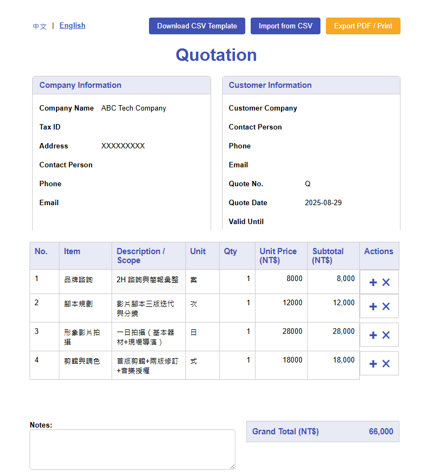 中文 | English
Download CSV Template
Import from CSV
Export PDF / Print
Quotation
Company Information
Company Name ABC Tech Company
Tax ID
Address XXXXXXXXX
Contact Person
Phone
Email
Customer Information
Customer Company
Contact Person
Phone
Email
Quote No. Q
Quote Date 2025-08-29
Valid Until
No. Item Description / Scope Unit Qty Unit Price (NT$) Subtotal (NT$) Actions
1 品牌諮詢 2H 諮詢與簡報彙整 案 1 8000 8,000
2 腳本規劃 影片腳本三版迭代
與分鏡 次 1 12000 12,000
3 形象影片拍
攝 一日拍攝（基本器
材+現場導演） 日 1 28000 28,000
4 剪輯與調色 首版剪輯+兩版修訂
+音樂授權 式 1 18000 18,000
Notes:
Grand Total (NT$) 66,000